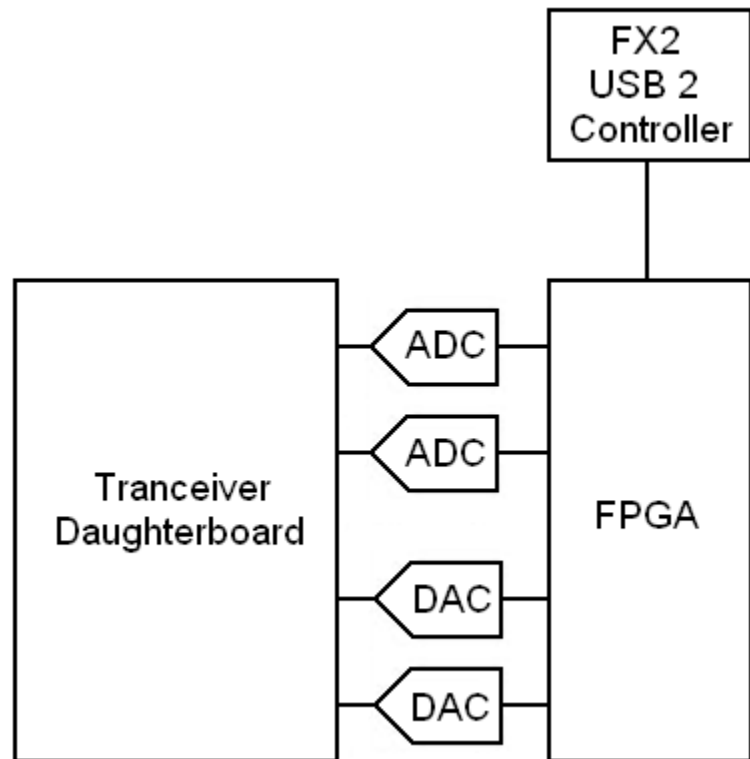 FX2
USB 2
Controller
ADC
ADC
Tranceiver
Daughterboard
FPGA
DAC
DAC